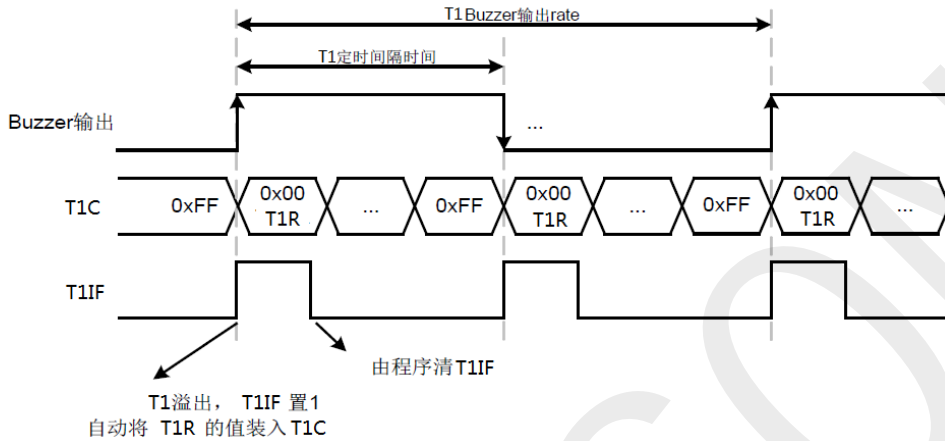 T1Buzzer输出rate
T1定时间隔时间
Buzzer输出
...
T1C 0xFF 0x00 ... 0xFF 0x00 ... 0xFF 0x00 ...
T1R T1R T1R
T1IF
由程序清T1IF
T1溢出， T1IF 置1
自动将 T1R 的值装入T1C